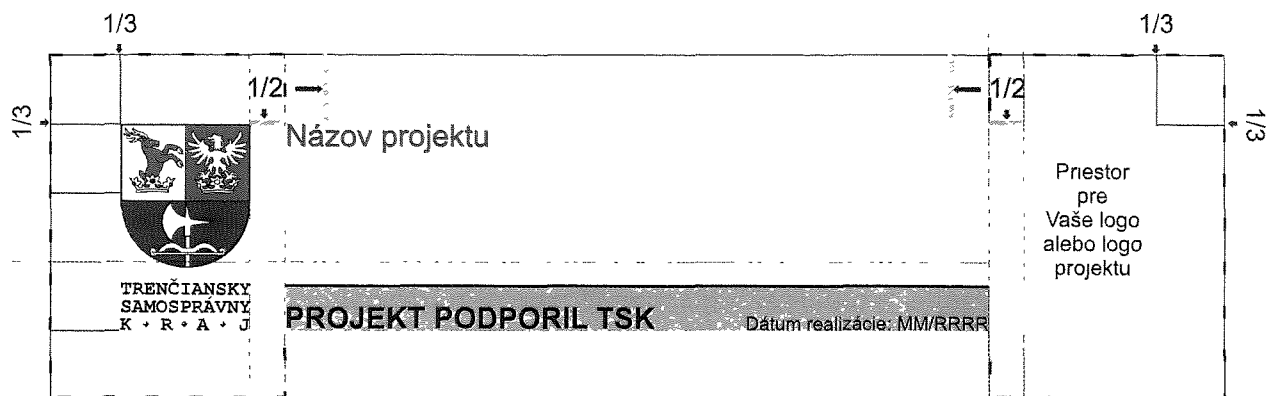 1/3
1/3
1/2
1/2
1/3
1/3
Názov projektu
Priestor
pre
Vaše logo
alebo logo
projektu
TRENČIANSKY
SAMOSPRÁVNY
K • R • A • J
PROJEKT PODPORIL TSK
Dátum realizácie: MM/RRRR